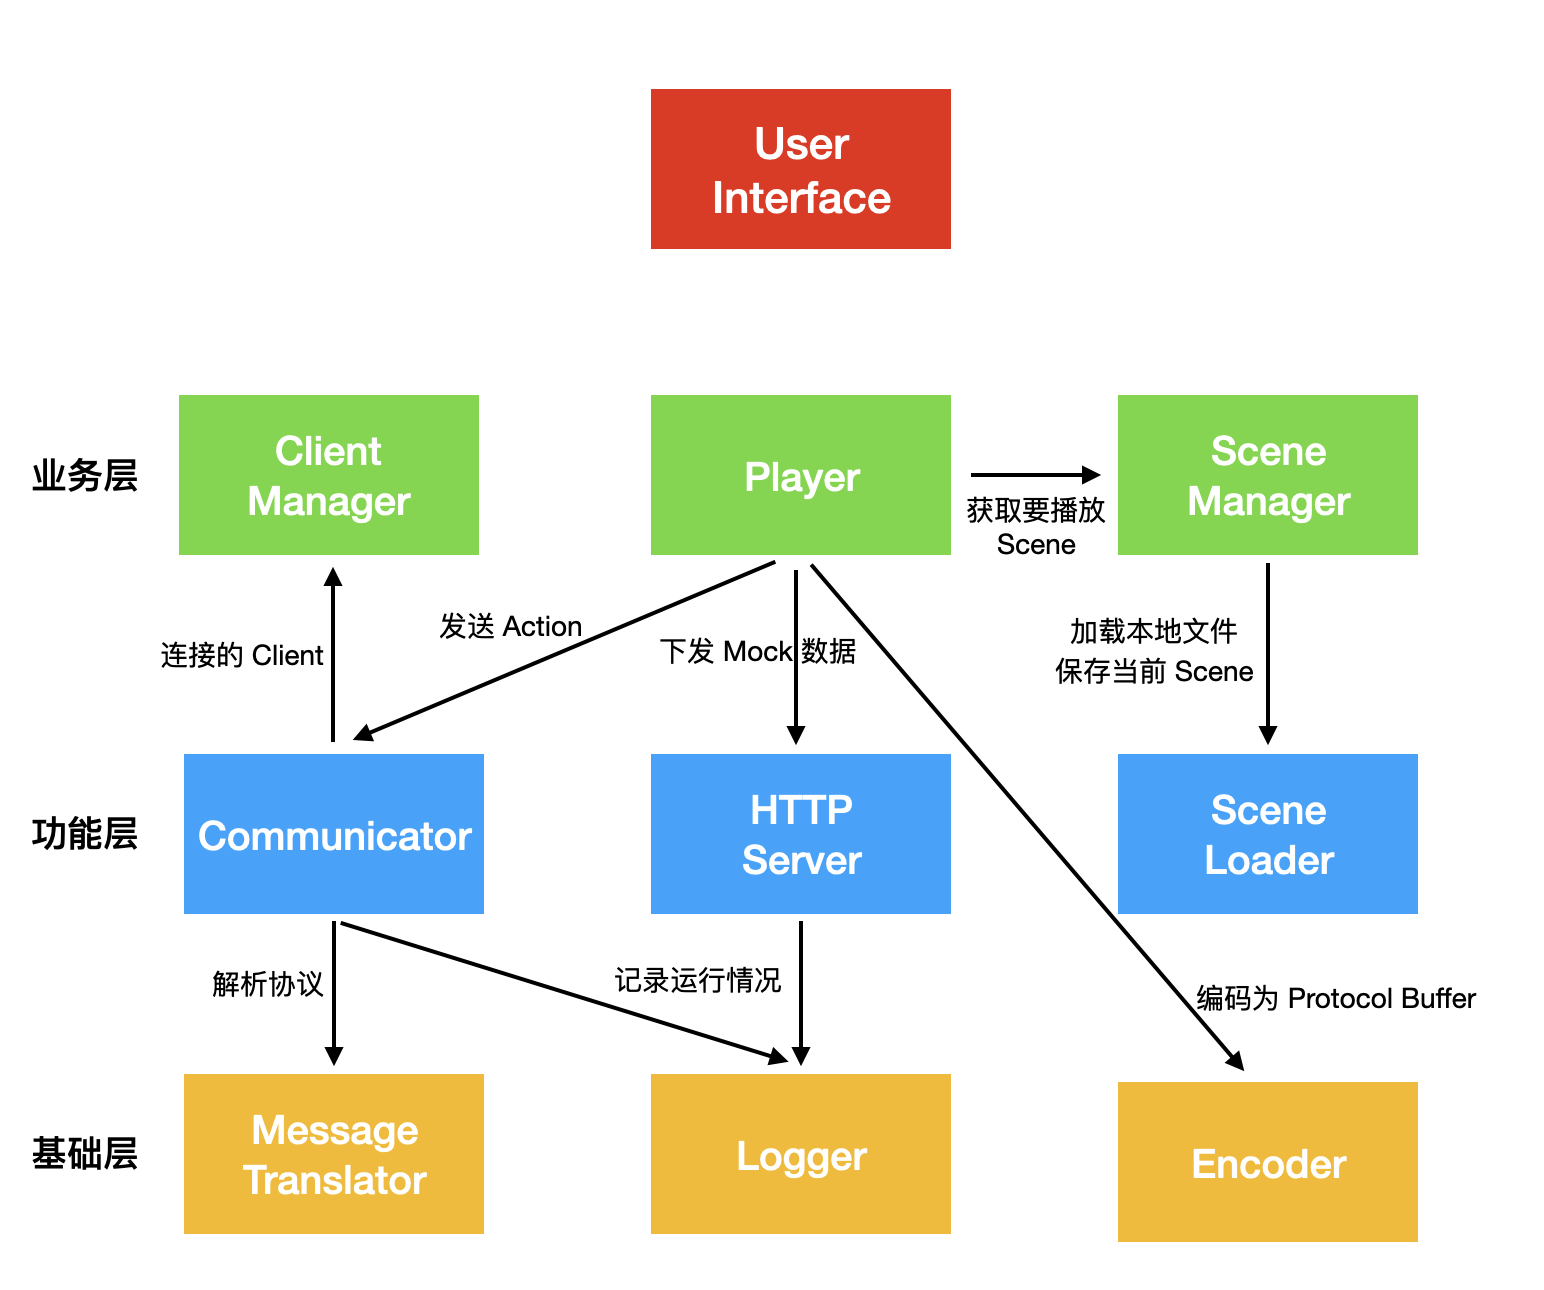 User
Interface
业务层
Client
Manager
Player
获取要播放
Scene
Scene
Manager
连接的 Client
发送 Action
下发 Mock 数据
加载本地文件
保存当前 Scene
功能层
Communicator
HTTP
Server
Scene
Loader
解析协议
记录运行情况
编码为 Protocol Buffer
基础层
Message
Translator
Logger
Encoder